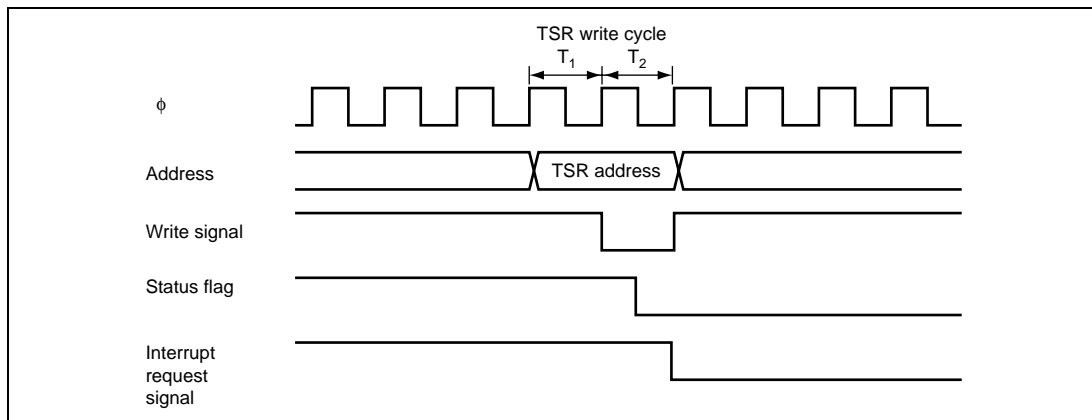 TSR write cycle
T1 T2
ϕ
Address
TSR address
Write signal
Status flag
Interrupt
request
signal